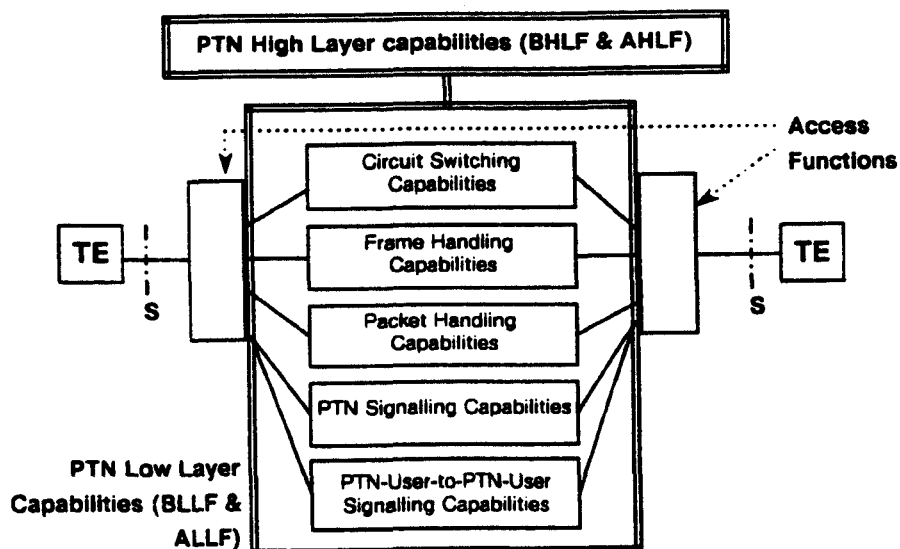 PTN High Layer capabilities (BHLF & AHLF)
Access
Functions
Circuit Switching
Capabilities
Frame Handling
Capabilities
Packet Handling
Capabilities
PTN Signalling Capabilities
PTN-User-to-PTN-User
Signalling Capabilities
TE
S
TE
S
PTN Low Layer
Capabilities (BLLF &
ALLF)